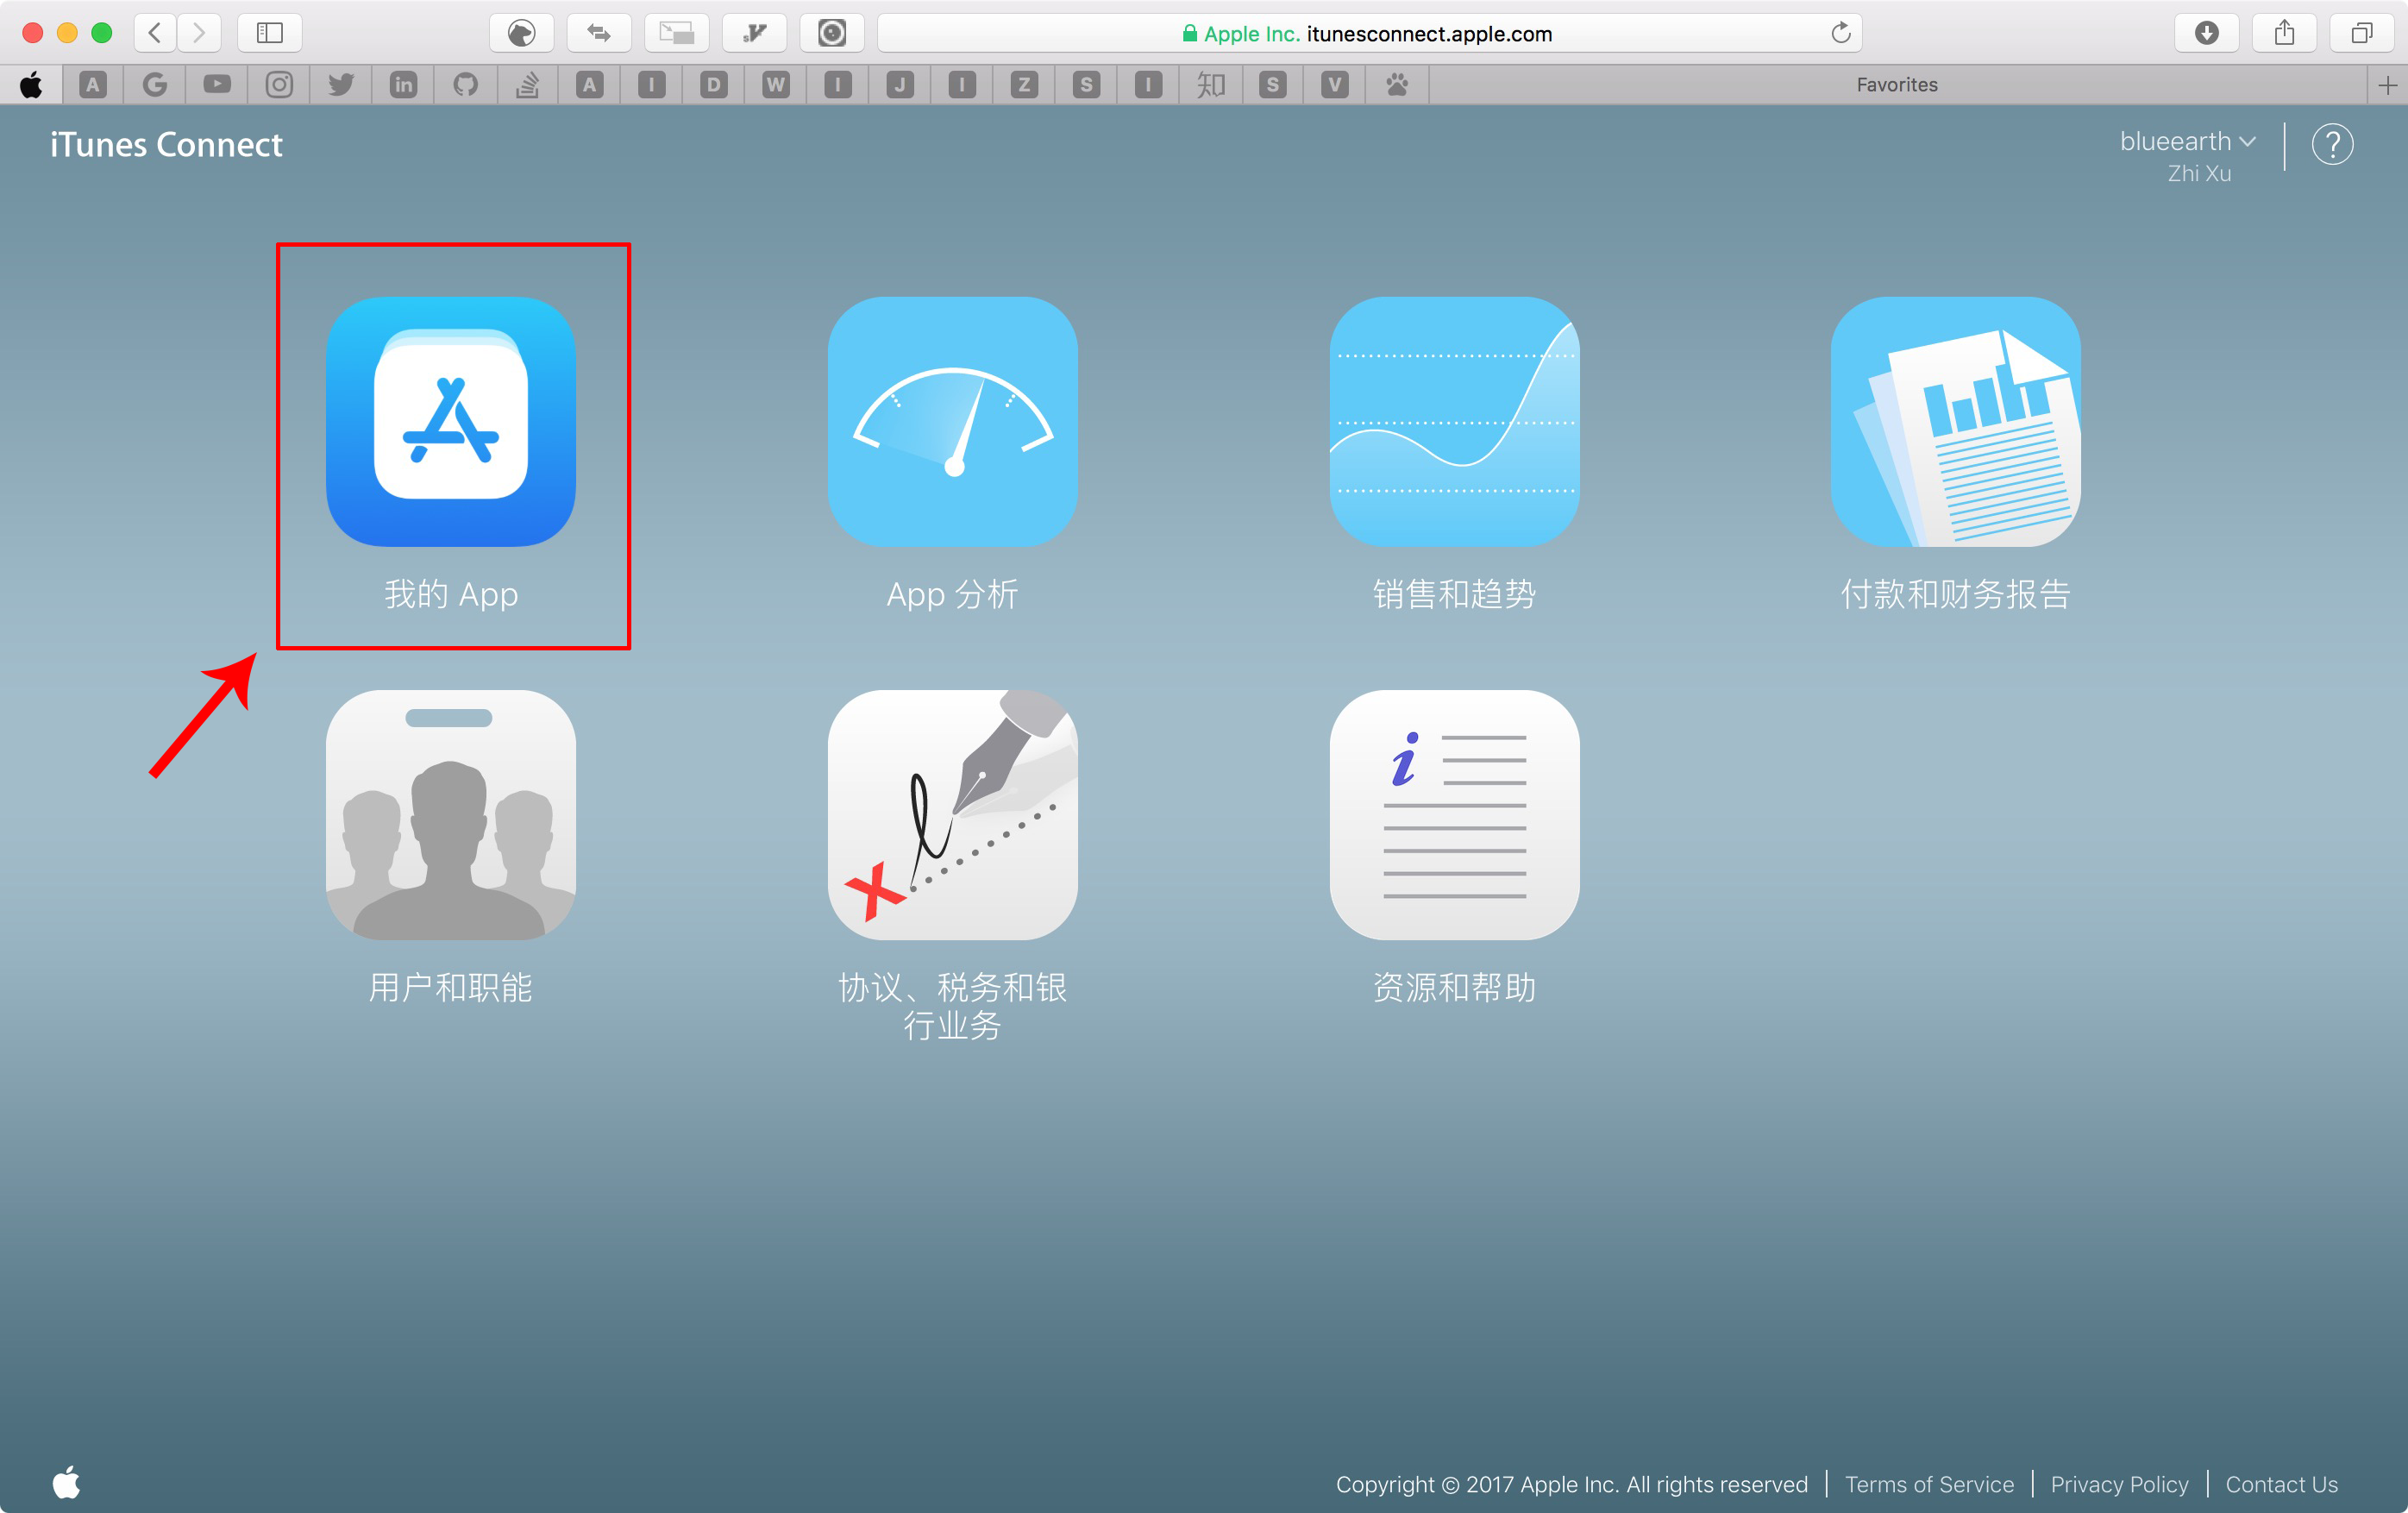 Apple Inc. itunesconnect.apple.com
A G in A I D W I J I Z S I 知 S V Favorites
iTunes Connect
blueearth
Zhi Xu
?
我的 App
App 分析
销售和趋势
付款和财务报告
用户和职能
协议、税务和银
行业务
资源和帮助
Copyright © 2017 Apple Inc. All rights reserved | Terms of Service | Privacy Policy | Contact Us